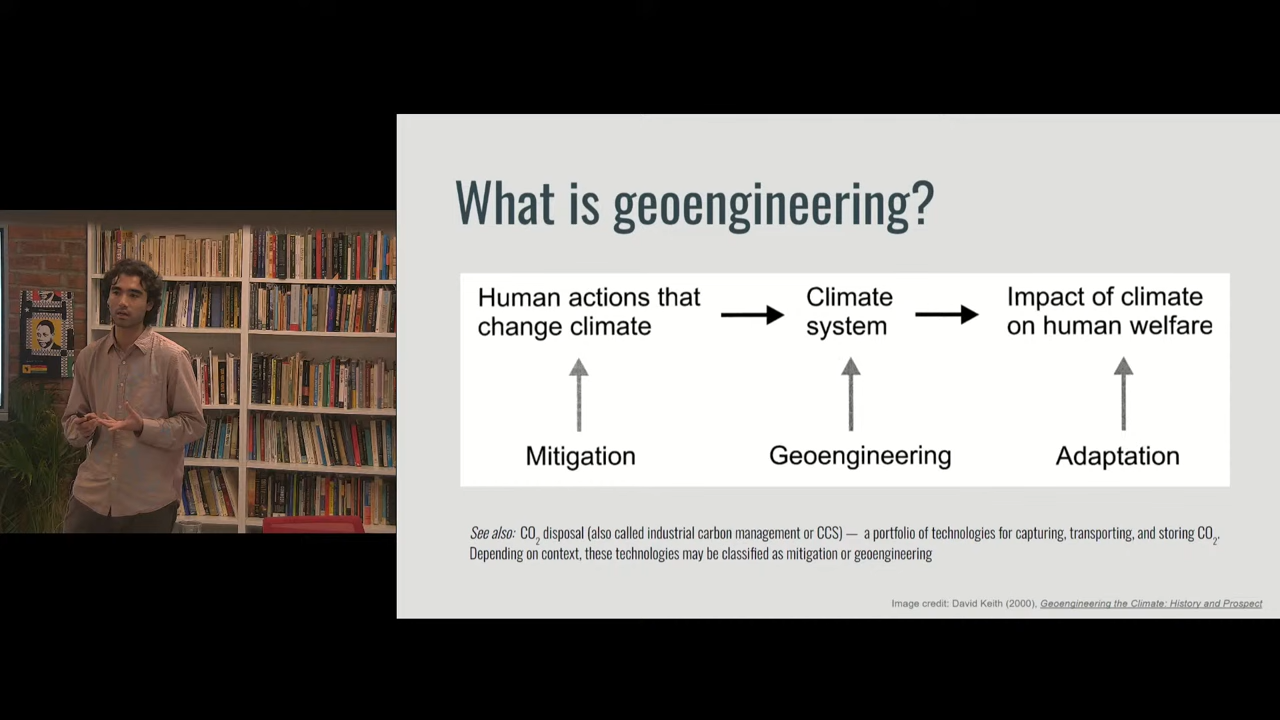 What is geoengineering?
Human actions that
change climate
Climate
system
Impact of climate
on human welfare
Mitigation
Geoengineering
Adaptation
See also: CO2 disposal (also called industrial carbon management or CCS) — a portfolio of technologies for capturing, transporting, and storing CO2.
Depending on context, these technologies may be classified as mitigation or geoengineering
Image credit: David Keith (2000), Geoengineering the Climate: History and Prospect